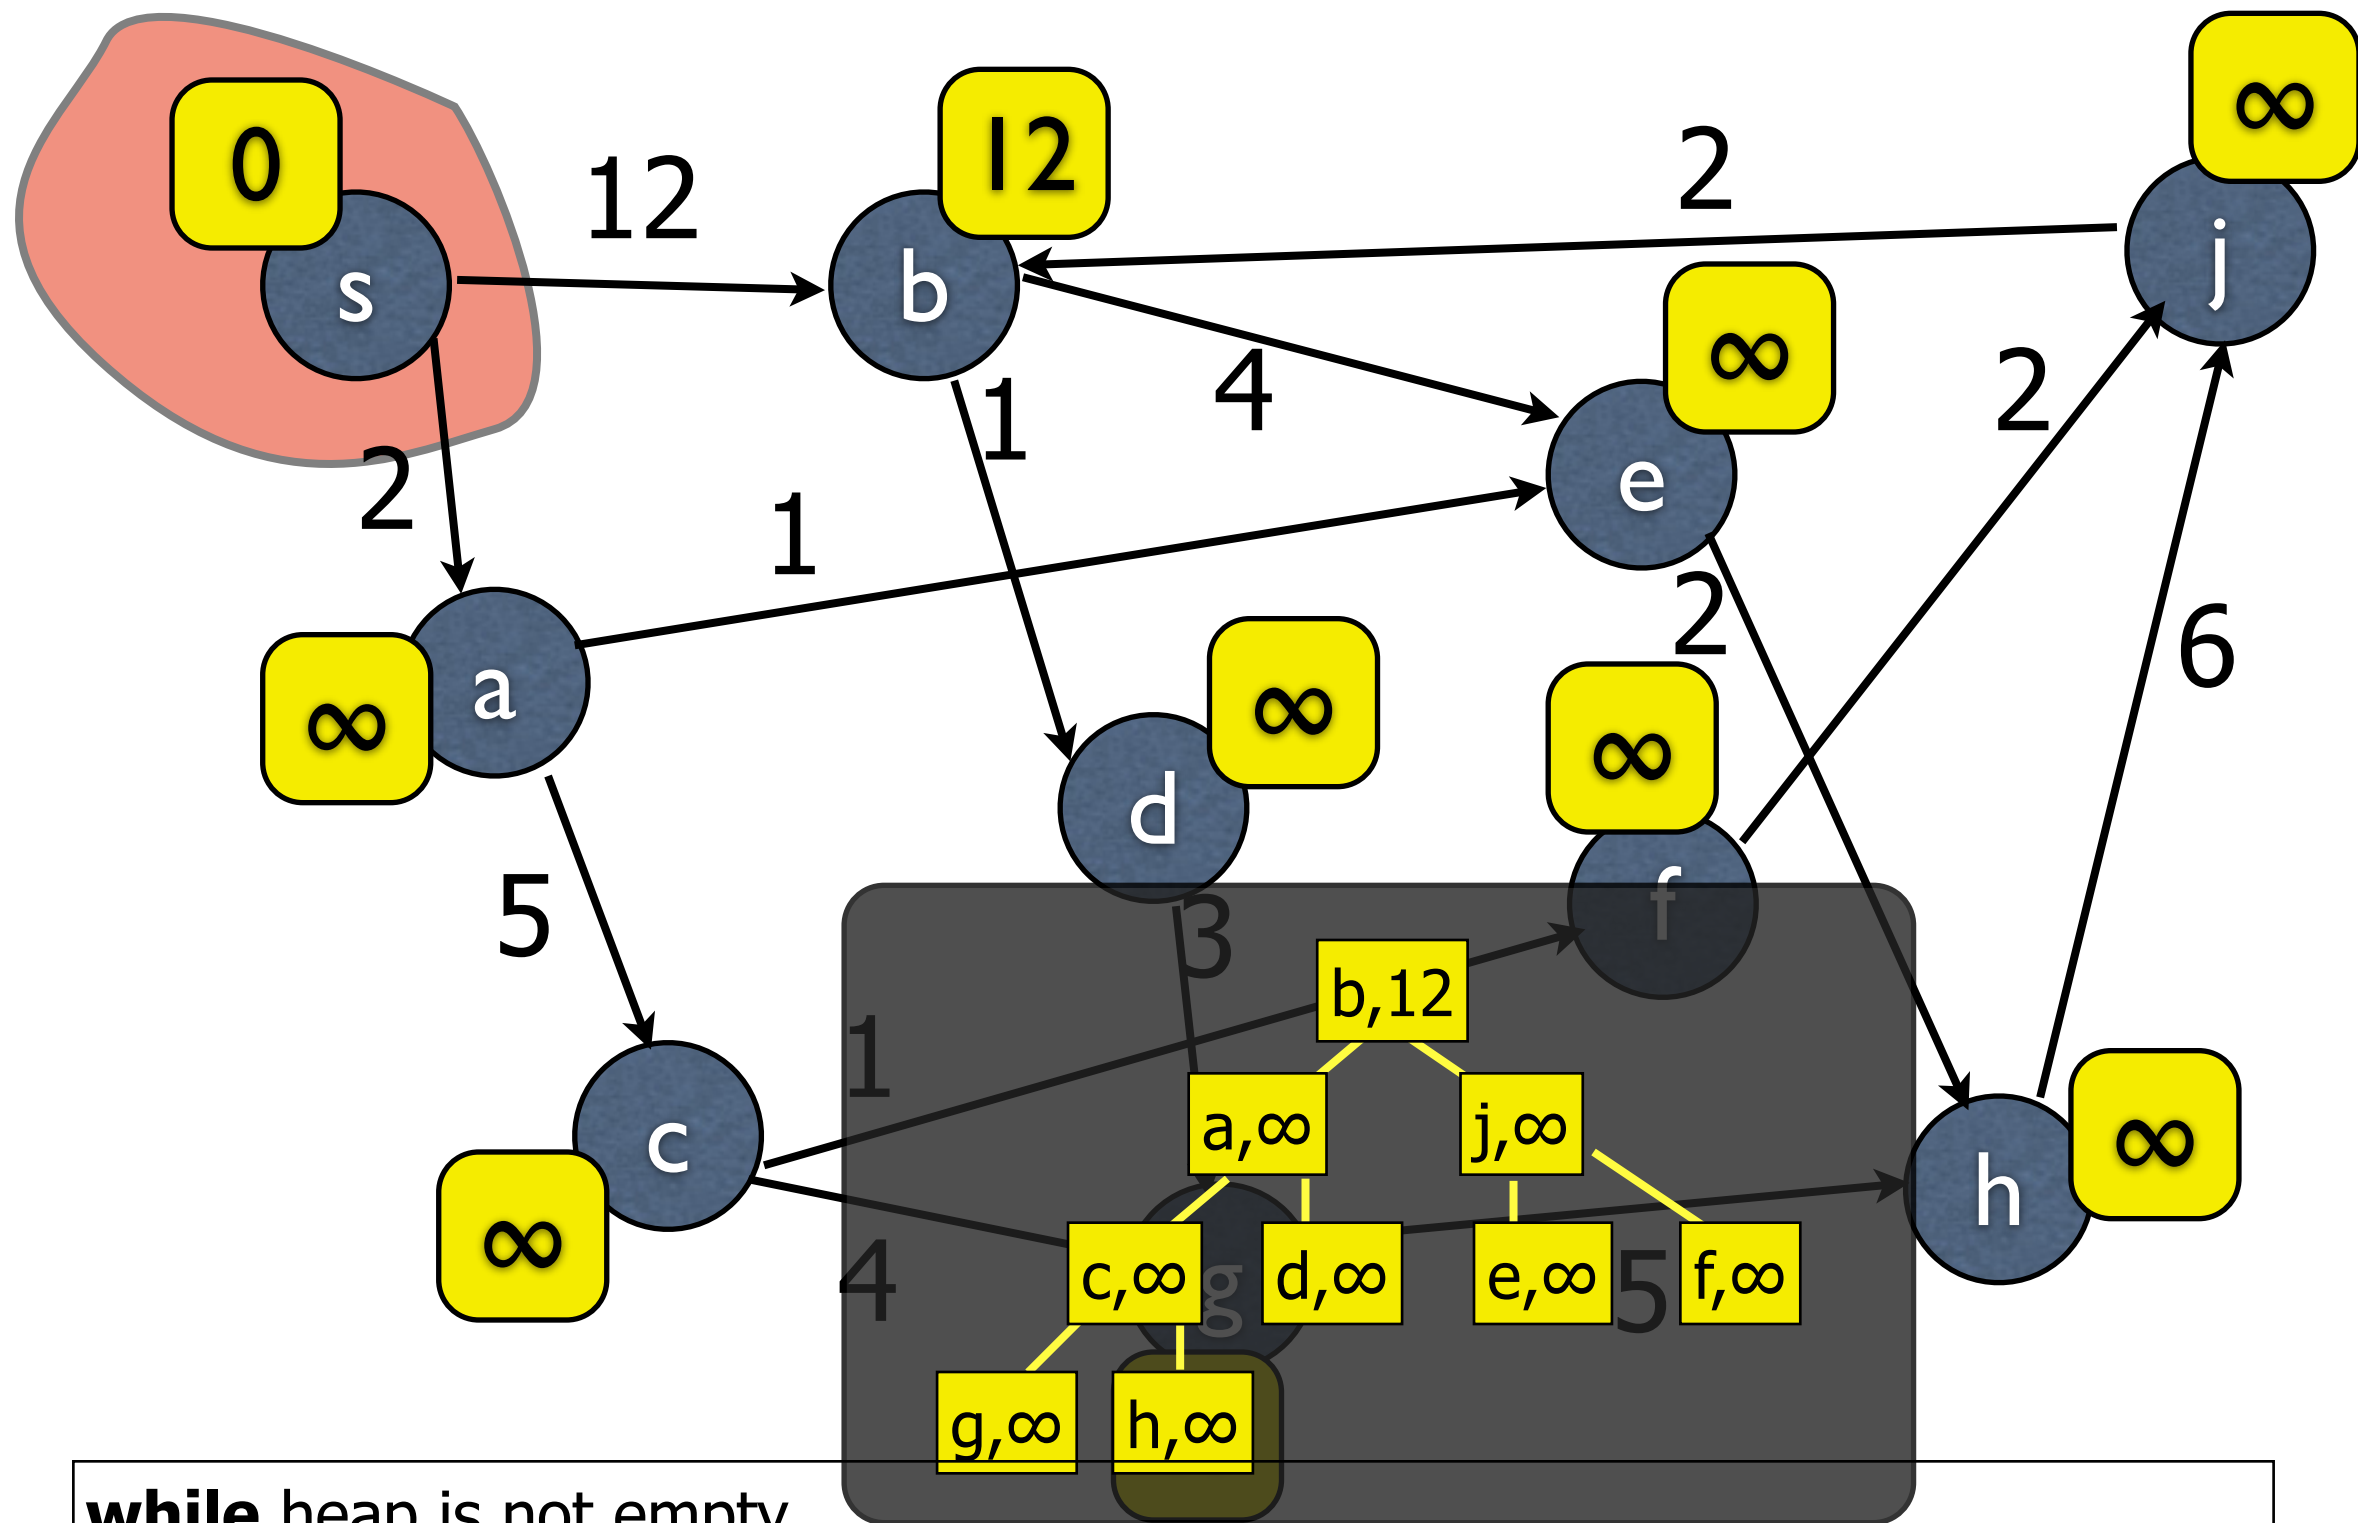 ∞
0
12
12
2
s
b
j
∞
4
1
2
2
e
1
2
6
∞
∞
a
∞
∞
d
f
5
3
b,12
1
a,∞
j,∞
c
h
∞
∞
4
c,∞
g
d,∞
e,∞
5
f,∞
g,∞
h,∞
while heap is not empty